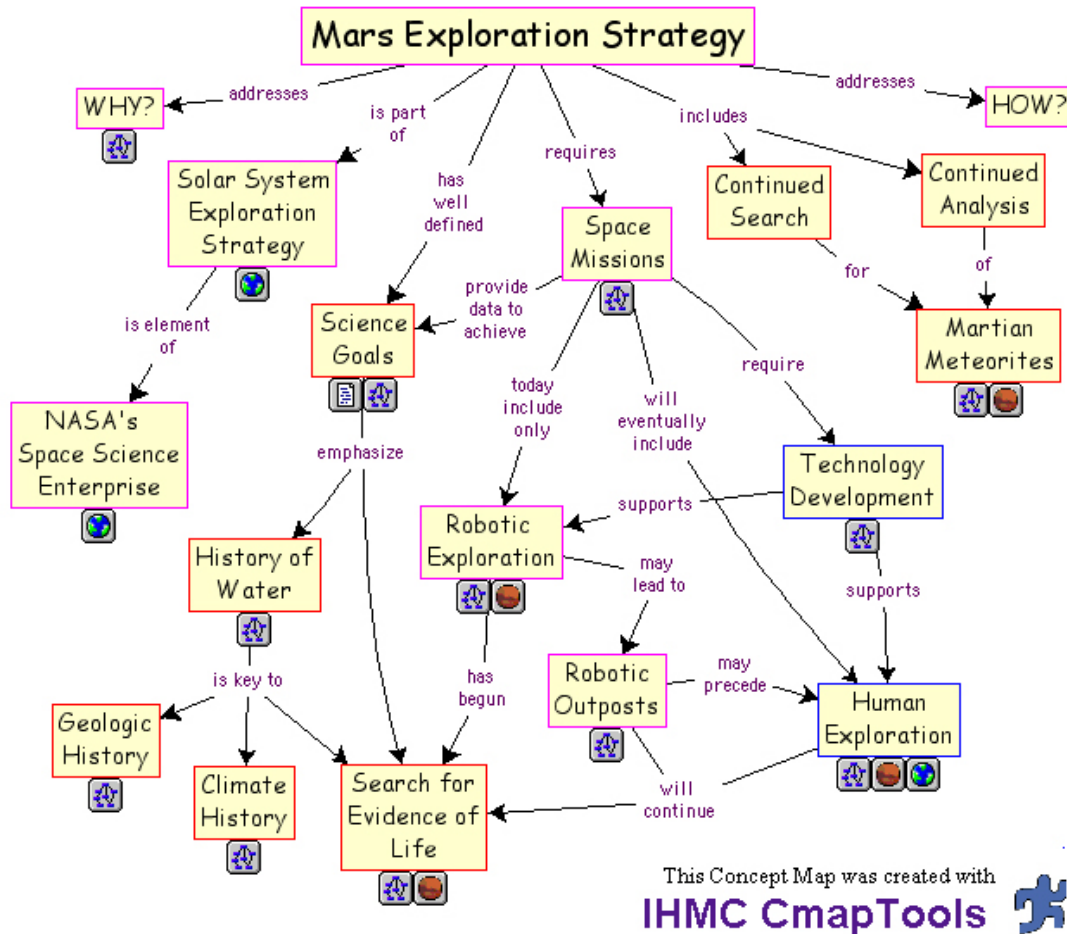 Mars Exploration Strategy
addresses
addresses
WHY?
HOW?
is part
of
includes
requires
Solar System
Exploration
Strategy
has
well
defined
Continued
Search
Continued
Analysis
Space
Missions
for
of
provide
data to
achieve
is element
of
Science
Goals
Martian
Meteorites
require
today
include
only
will
eventually
include
NASA's
Space Science
Enterprise
emphasize
Technology
Development
supports
Robotic
Exploration
History of
Water
may
lead to
supports
is key to
has
begun
Robotic
Outposts
may
precede
Human
Exploration
Geologic
History
Climate
History
Search for
Evidence of
Life
will
continue
This Concept Map was created with
IHMC CmapTools